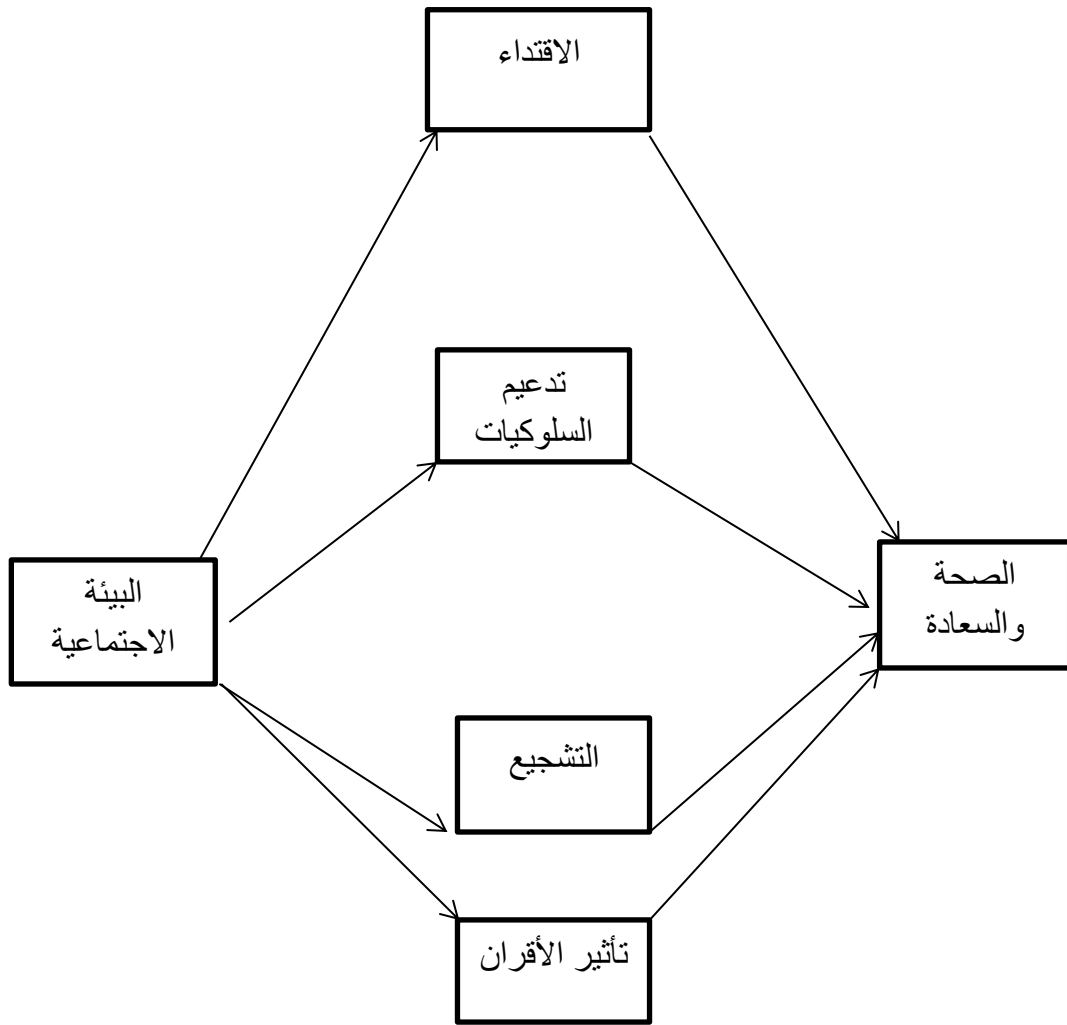 الاقتداء
تدعيم
السلوكيات
البيئة
الاجتماعية
الصحة
والسعادة
التشجيع
تأثير الأقران